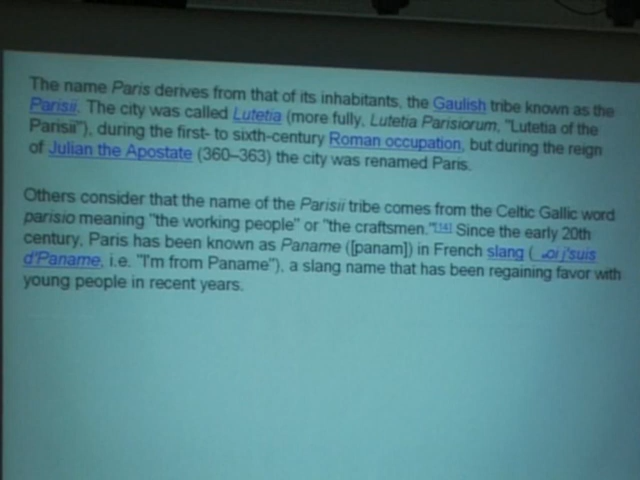 The name Paris derives from that of its inhabitants, the Gaulish tribe known as the
Parisii. The city was called Lutetia (more fully, Lutetia Parisiorum, "Lutetia of the
Parisii"), during the first- to sixth-century Roman occupation, but during the reign
of Julian the Apostate (360–363) the city was renamed Paris.
Others consider that the name of the Parisii tribe comes from the Celtic Gallic word
parisio meaning "the working people" or "the craftsmen."[14] Since the early 20th
century, Paris has been known as Paname ([panam]) in French slang ( j'suis
d'Paname, i.e. "I'm from Paname"), a slang name that has been regaining favor with
young people in recent years.